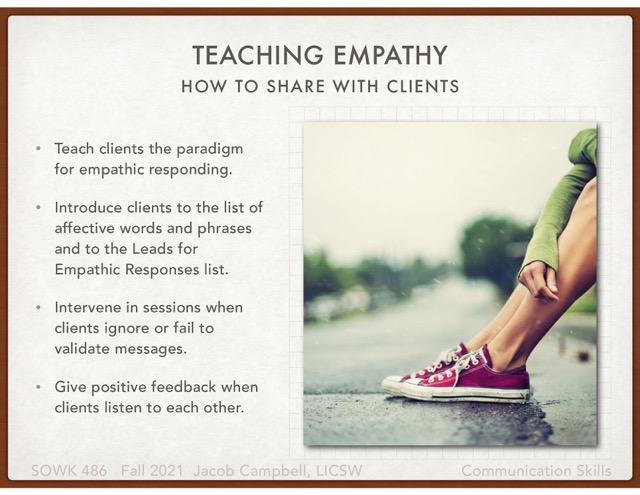 TEACHING EMPATHY
HOW TO SHARE WITH CLIENTS
• Teach clients the paradigm
for empathic responding.
• Introduce clients to the list of
affective words and phrases
and to the Leads for
Empathic Responses list.
• Intervene in sessions when
clients ignore or fail to
validate messages.
• Give positive feedback when
clients listen to each other.
SOWK 486 Fall 2021 Jacob Campbell, LICSW Communication Skills